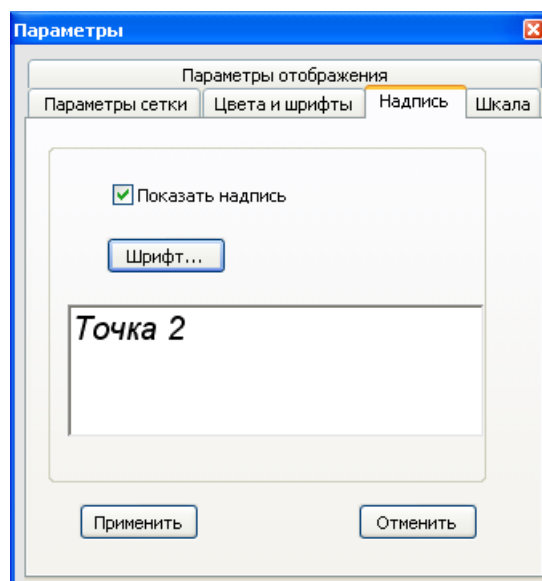 Параметры
Параметры отображения
Параметры сетки Цвета и шрифты Надпись Шкала
Показать надпись
Шрифт...
Точка 2
Применить Отменить